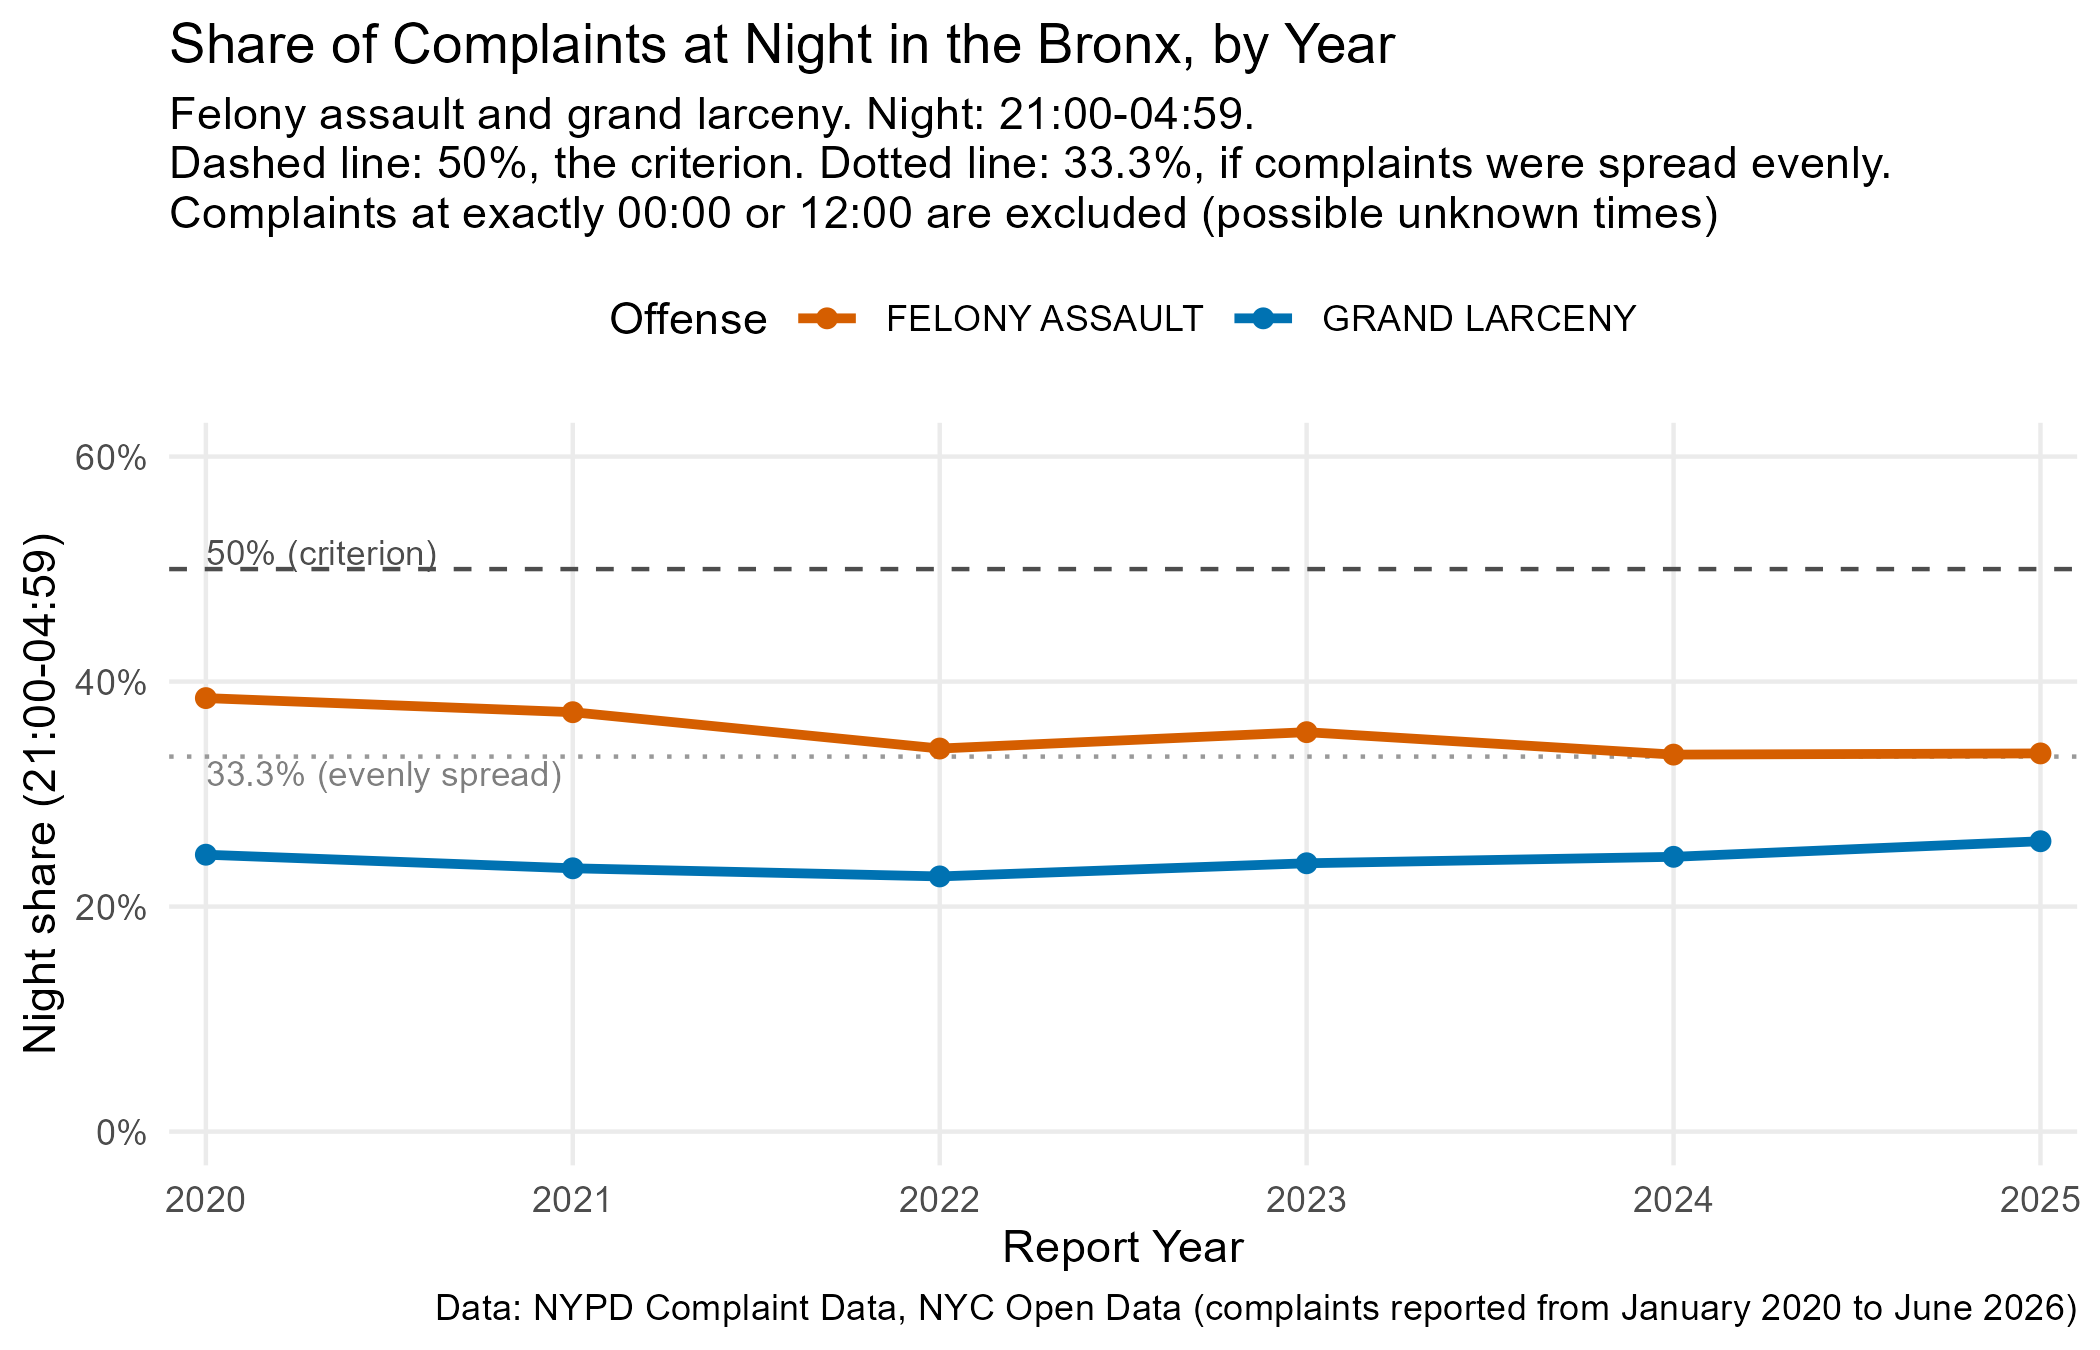 Share of Complaints at Night in the Bronx, by Year
Felony assault and grand larceny. Night: 21:00-04:59.
Dashed line: 50%, the criterion. Dotted line: 33.3%, if complaints were spread evenly.
Complaints at exactly 00:00 or 12:00 are excluded (possible unknown times)
Offense FELONY ASSAULT GRAND LARCENY
Night share (21:00-04:59)
60%
50% (criterion)
40%
33.3% (evenly spread)
20%
0%
2020 2021 2022 2023 2024 2025
Report Year
Data: NYPD Complaint Data, NYC Open Data (complaints reported from January 2020 to June 2026)